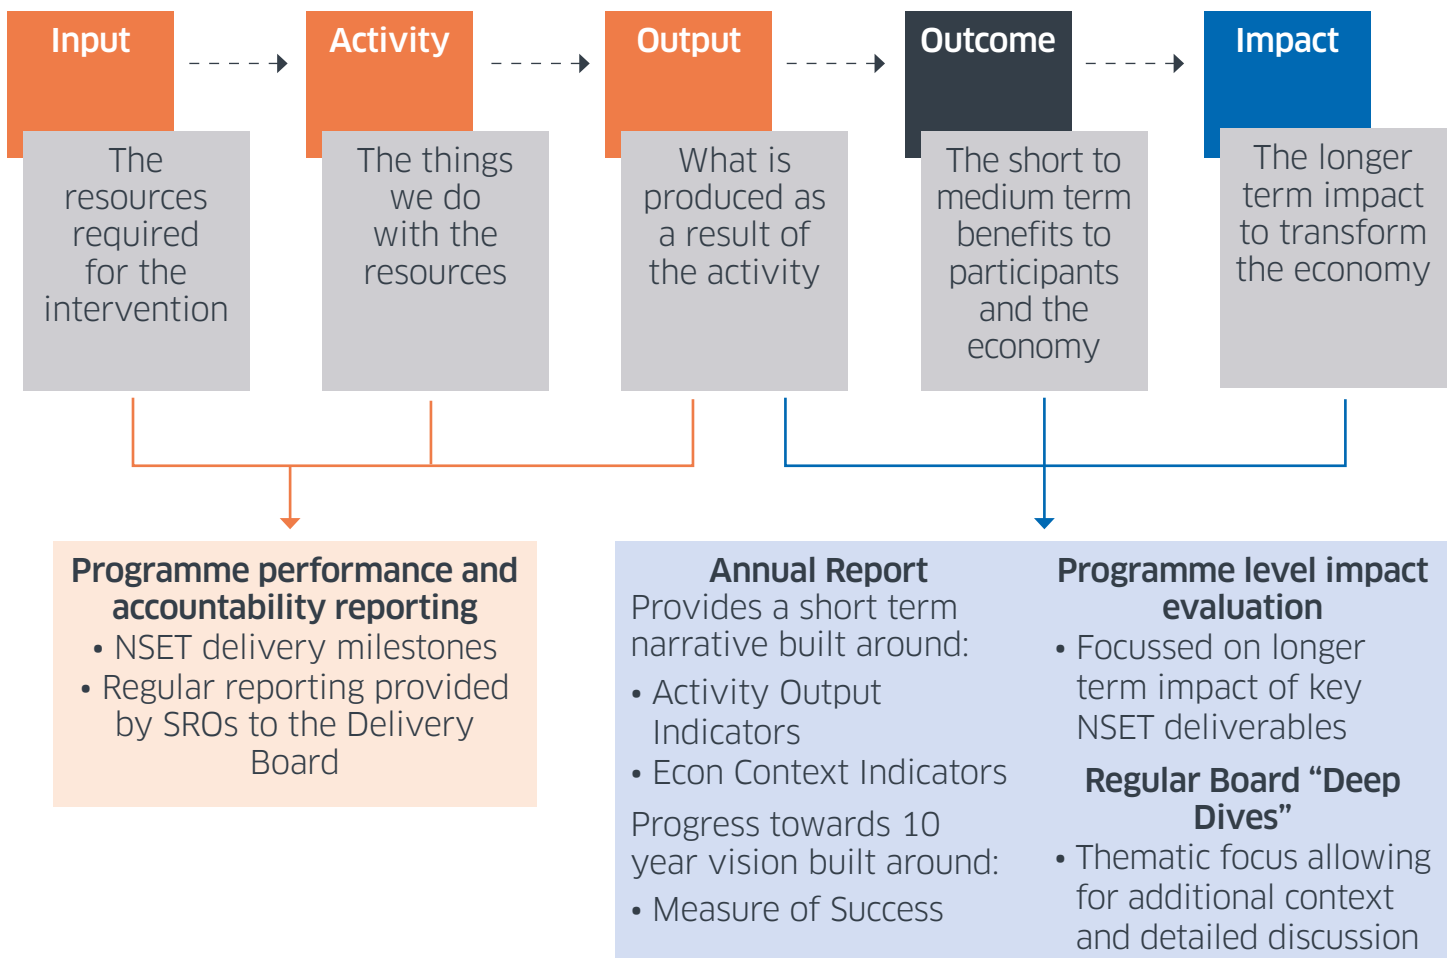 Input
Activity
Output
Outcome
Impact
The
resources
required
for the
intervention
The things
we do
with the
resources
What is
produced as
a result of
the activity
The short to
medium term
benefits to
participants
and the
economy
The longer
term impact
to transform
the economy
Programme performance and
accountability reporting
• NSET delivery milestones
• Regular reporting provided
by SROs to the Delivery
Board
Annual Report
Provides a short term
narrative built around:
• Activity Output
Indicators
• Econ Context Indicators
Progress towards 10
year vision built around:
• Measure of Success
Programme level impact
evaluation
• Focussed on longer
term impact of key
NSET deliverables
Regular Board “Deep
Dives”
• Thematic focus allowing
for additional context
and detailed discussion